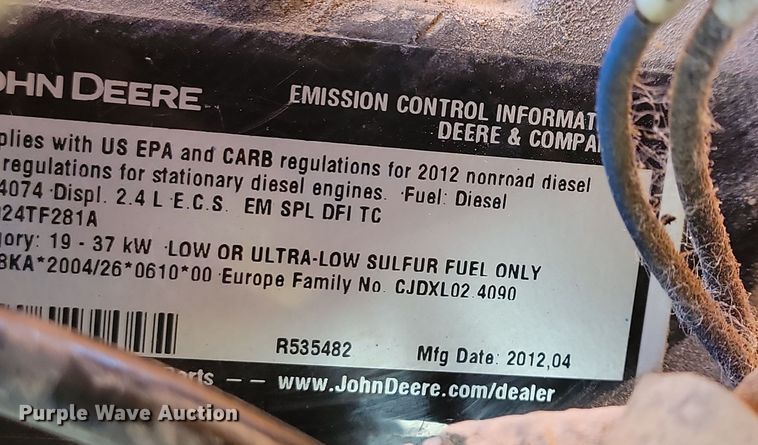 JOHN DEERE
EMISSION CONTROL INFORMAT
DEERE & COMPA
plies with US EPA and CARB regulations for 2012 nonroad diesel
regulations for stationary diesel engines. Fuel: Diesel
4074 Displ. 2.4 L E.C.S. EM SPL DFI TC
024TF281A
gory: 19 - 37 kW LOW OR ULTRA-LOW SULFUR FUEL ONLY
8KA*2004/26*0610*00 Europe Family No. CJDXL02.4090
R535482 Mfg Date: 2012,04
Parts -- www.JohnDeere.com/dealer
Purple Wave Auction